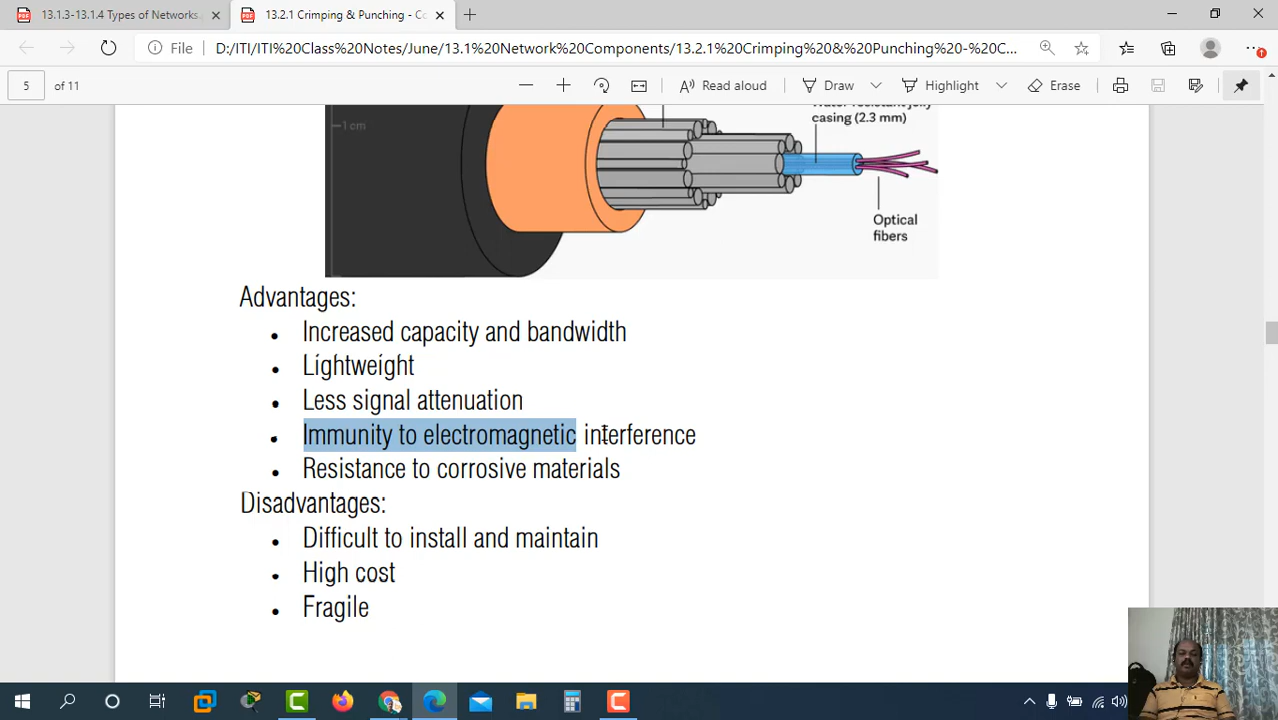 13.1.3-13.1.4 Types of Networks
13.2.1 Crimping & Punching - Co
File
D:/ITI/ITI%20Class%20Notes/June/13.1%20Network%20Components/13.2.1%20Crimping%20&%20Punching%20-%20C...
5 of 11
Read aloud
Draw
Highlight
Erase
1 cm
casing (2.3 mm)
Optical
fibers
Advantages:
• Increased capacity and bandwidth
• Lightweight
• Less signal attenuation
• Immunity to electromagnetic interference
• Resistance to corrosive materials
Disadvantages:
• Difficult to install and maintain
• High cost
• Fragile